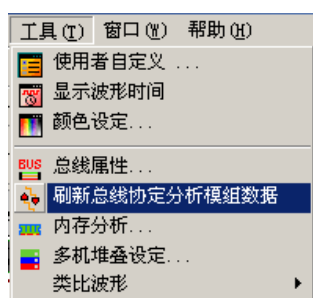 工具(T) 窗口(W) 帮助(H)
使用者自定义 ...
显示波形时间
颜色设定...
BUS 总线属性...
刷新总线协定分析模组数据
内存分析...
多机堆叠设定...
类比波形